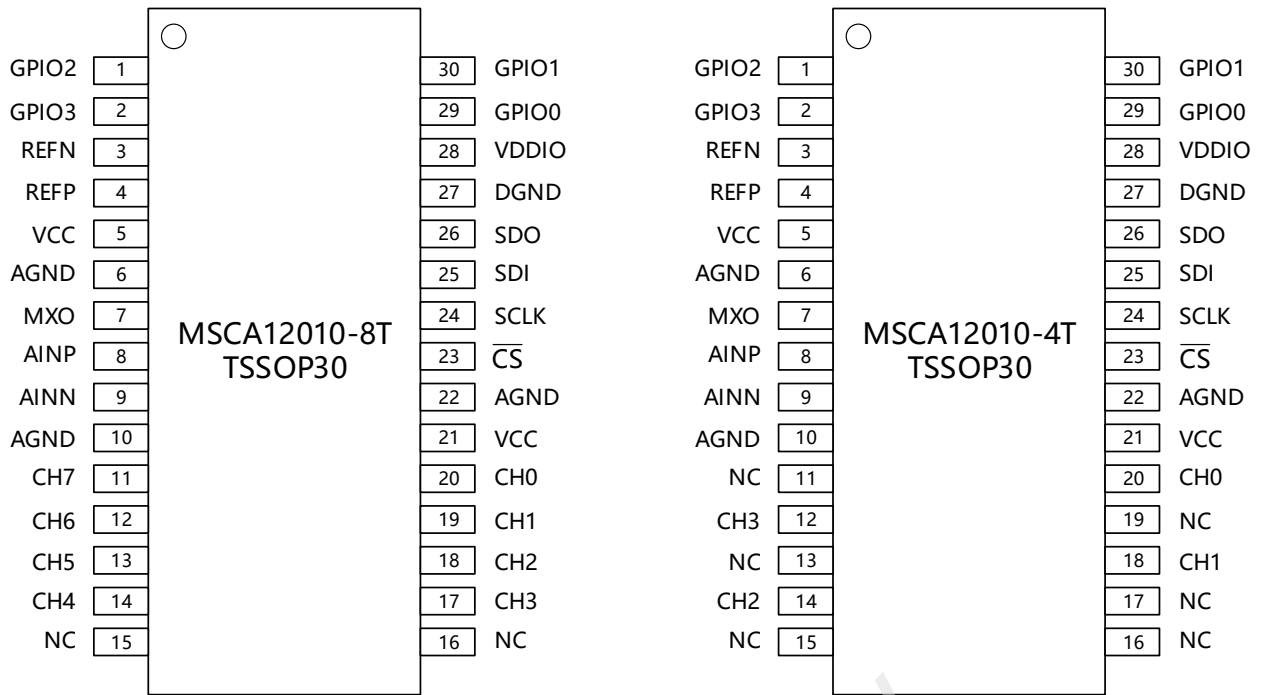 GPIO2 1 30 GPIO1 GPIO2 1 30 GPIO1
GPIO3 2 29 GPIO0 GPIO3 2 29 GPIO0
REFN 3 28 VDDIO REFN 3 28 VDDIO
REFP 4 27 DGND REFP 4 27 DGND
VCC 5 26 SDO VCC 5 26 SDO
AGND 6 25 SDI AGND 6 25 SDI
MXO 7 24 SCLK MXO 7 24 SCLK
MSCA12010-8T MSCA12010-4T
AINP 8 23 C̅S̅ AINP 8 23 C̅S̅
TSSOP30 TSSOP30
AINN 9 22 AGND AINN 9 22 AGND
AGND 10 21 VCC AGND 10 21 VCC
CH7 11 20 CH0 NC 11 20 CH0
CH6 12 19 CH1 CH3 12 19 NC
CH5 13 18 CH2 NC 13 18 CH1
CH4 14 17 CH3 CH2 14 17 NC
NC 15 16 NC NC 15 16 NC